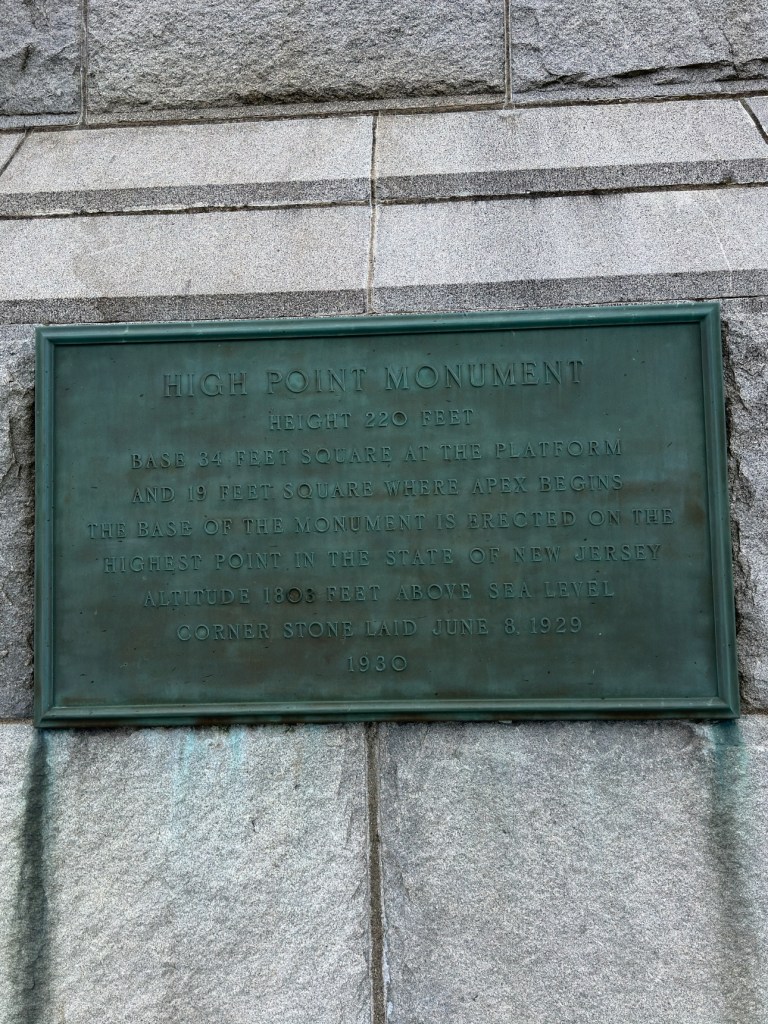 HIGH POINT MONUMENT
HEIGHT 220 FEET
BASE 34 FEET SQUARE AT THE PLATFORM
AND 19 FEET SQUARE WHERE APEX BEGINS
THE BASE OF THE MONUMENT IS ERECTED ON THE
HIGHEST POINT IN THE STATE OF NEW JERSEY
ALTITUDE 1803 FEET ABOVE SEA LEVEL
CORNER STONE LAID JUNE 8, 1929
1930